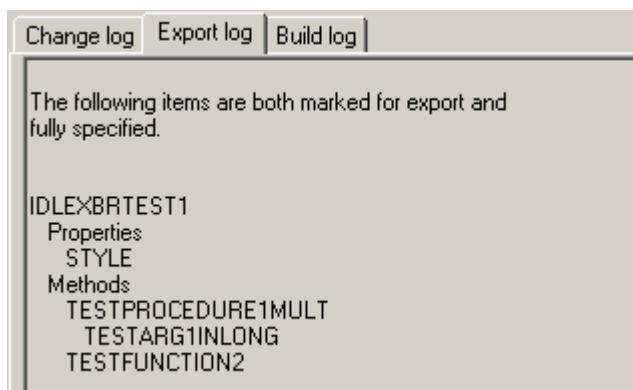 Change log Export log Build log
The following items are both marked for export and
fully specified.
IDLEXBRTEST1
Properties
STYLE
Methods
TESTPROCEDURE1MULT
TESTARG1INLONG
TESTFUNCTION2